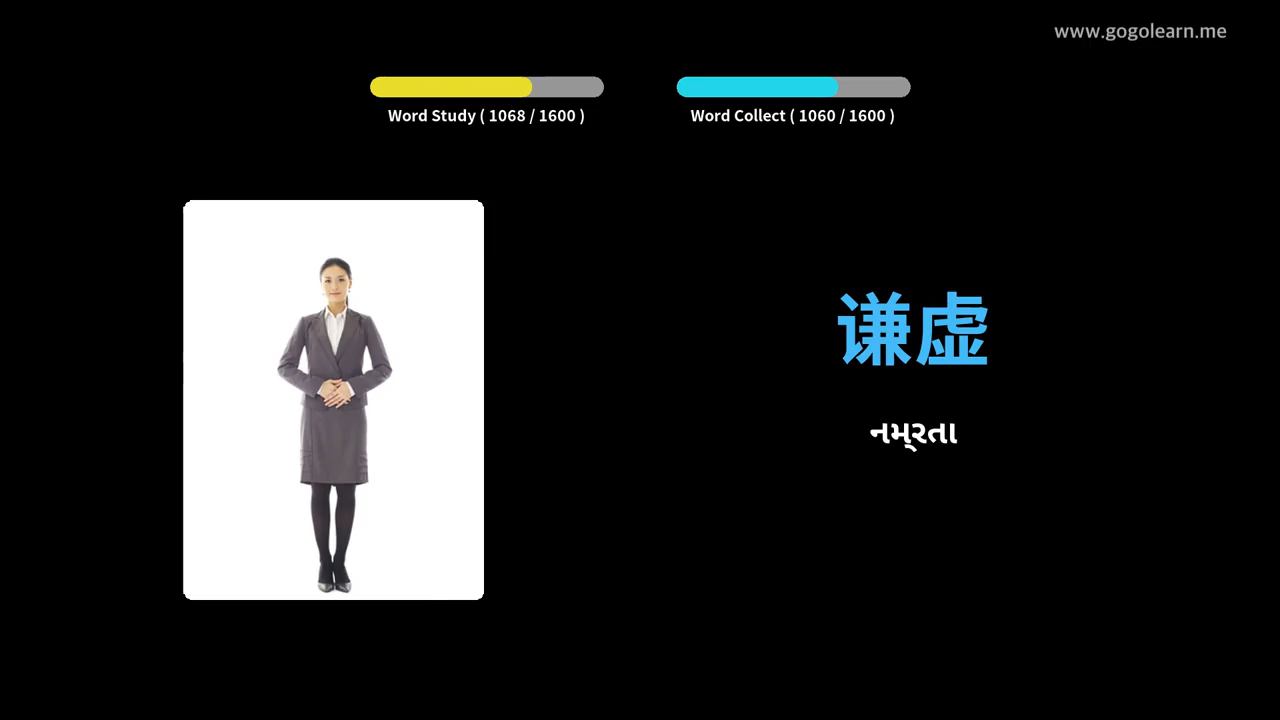 www.gogolearn.me
Word Study ( 1068 / 1600 )
Word Collect ( 1060 / 1600 )
谦虚
નમ્રતા